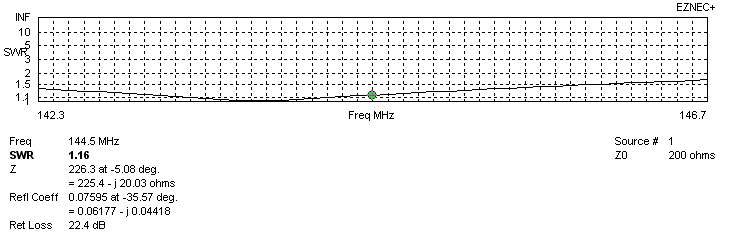 EZNEC+
INF
10
5
SWR
3
2
1.5
1.1
142.3 Freq MHz 146.7
Freq 144.5 MHz Source # 1
SWR 1.16 Z0 200 ohms
Z 226.3 at -5.08 deg.
= 225.4 - j 20.03 ohms
Refl Coeff 0.07595 at -35.57 deg.
= 0.06177 - j 0.04418
Ret Loss 22.4 dB